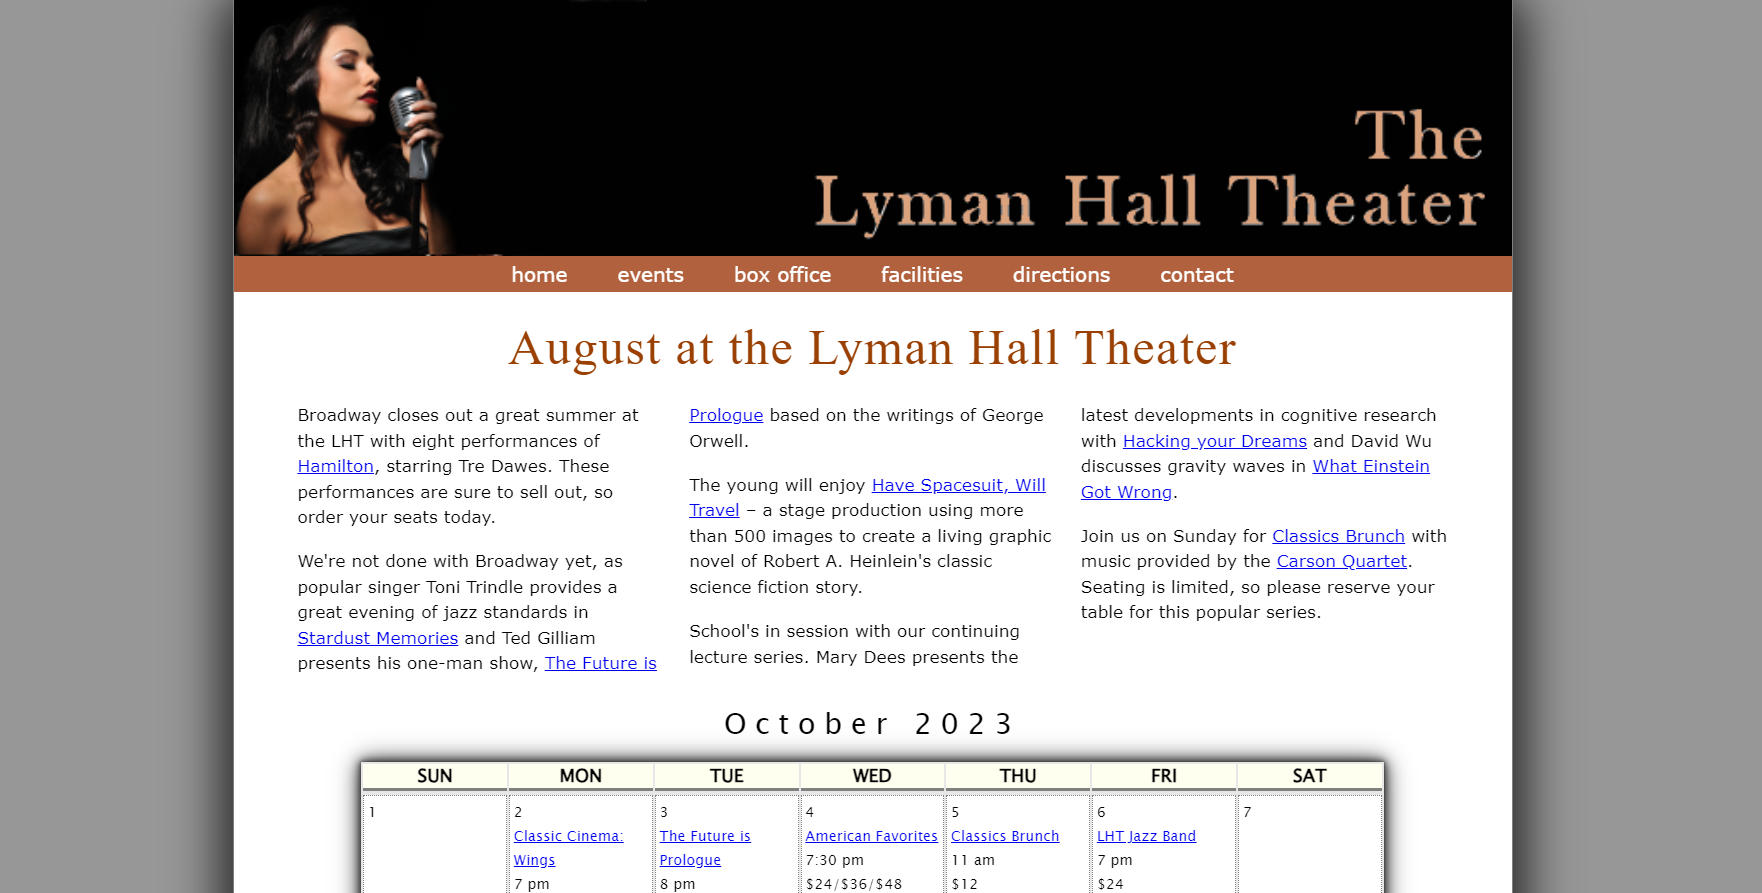 The
Lyman Hall Theater
home events box office facilities directions contact
August at the Lyman Hall Theater
Broadway closes out a great summer at
the LHT with eight performances of
Hamilton, starring Tre Dawes. These
performances are sure to sell out, so
order your seats today.
We're not done with Broadway yet, as
popular singer Toni Trindle provides a
great evening of jazz standards in
Stardust Memories and Ted Gilliam
presents his one-man show, The Future is
Prologue based on the writings of George
Orwell.
The young will enjoy Have Spacesuit, Will
Travel – a stage production using more
than 500 images to create a living graphic
novel of Robert A. Heinlein's classic
science fiction story.
School's in session with our continuing
lecture series. Mary Dees presents the
latest developments in cognitive research
with Hacking your Dreams and David Wu
discusses gravity waves in What Einstein
Got Wrong.
Join us on Sunday for Classics Brunch with
music provided by the Carson Quartet.
Seating is limited, so please reserve your
table for this popular series.
October 2023
SUN MON TUE WED THU FRI SAT
1
2
Classic Cinema:
Wings
7 pm
3
The Future is
Prologue
8 pm
4
American Favorites
7:30 pm
$24/$36/$48
5
Classics Brunch
11 am
$12
6
LHT Jazz Band
7 pm
$24
7